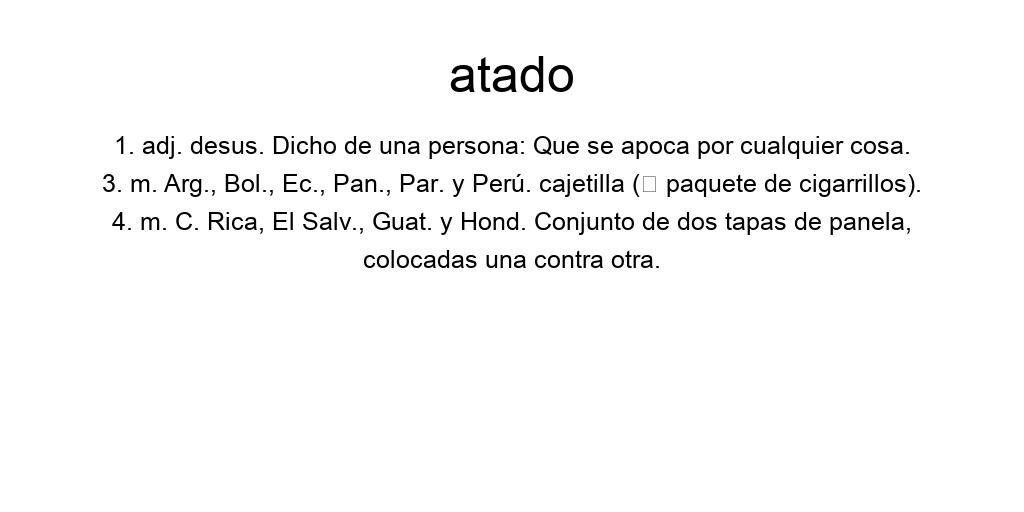 atado
1. adj. desus. Dicho de una persona: Que se apoca por cualquier cosa.
3. m. Arg., Bol., Ec., Pan., Par. y Perú. cajetilla (□ paquete de cigarrillos).
4. m. C. Rica, El Salv., Guat. y Hond. Conjunto de dos tapas de panela,
colocadas una contra otra.